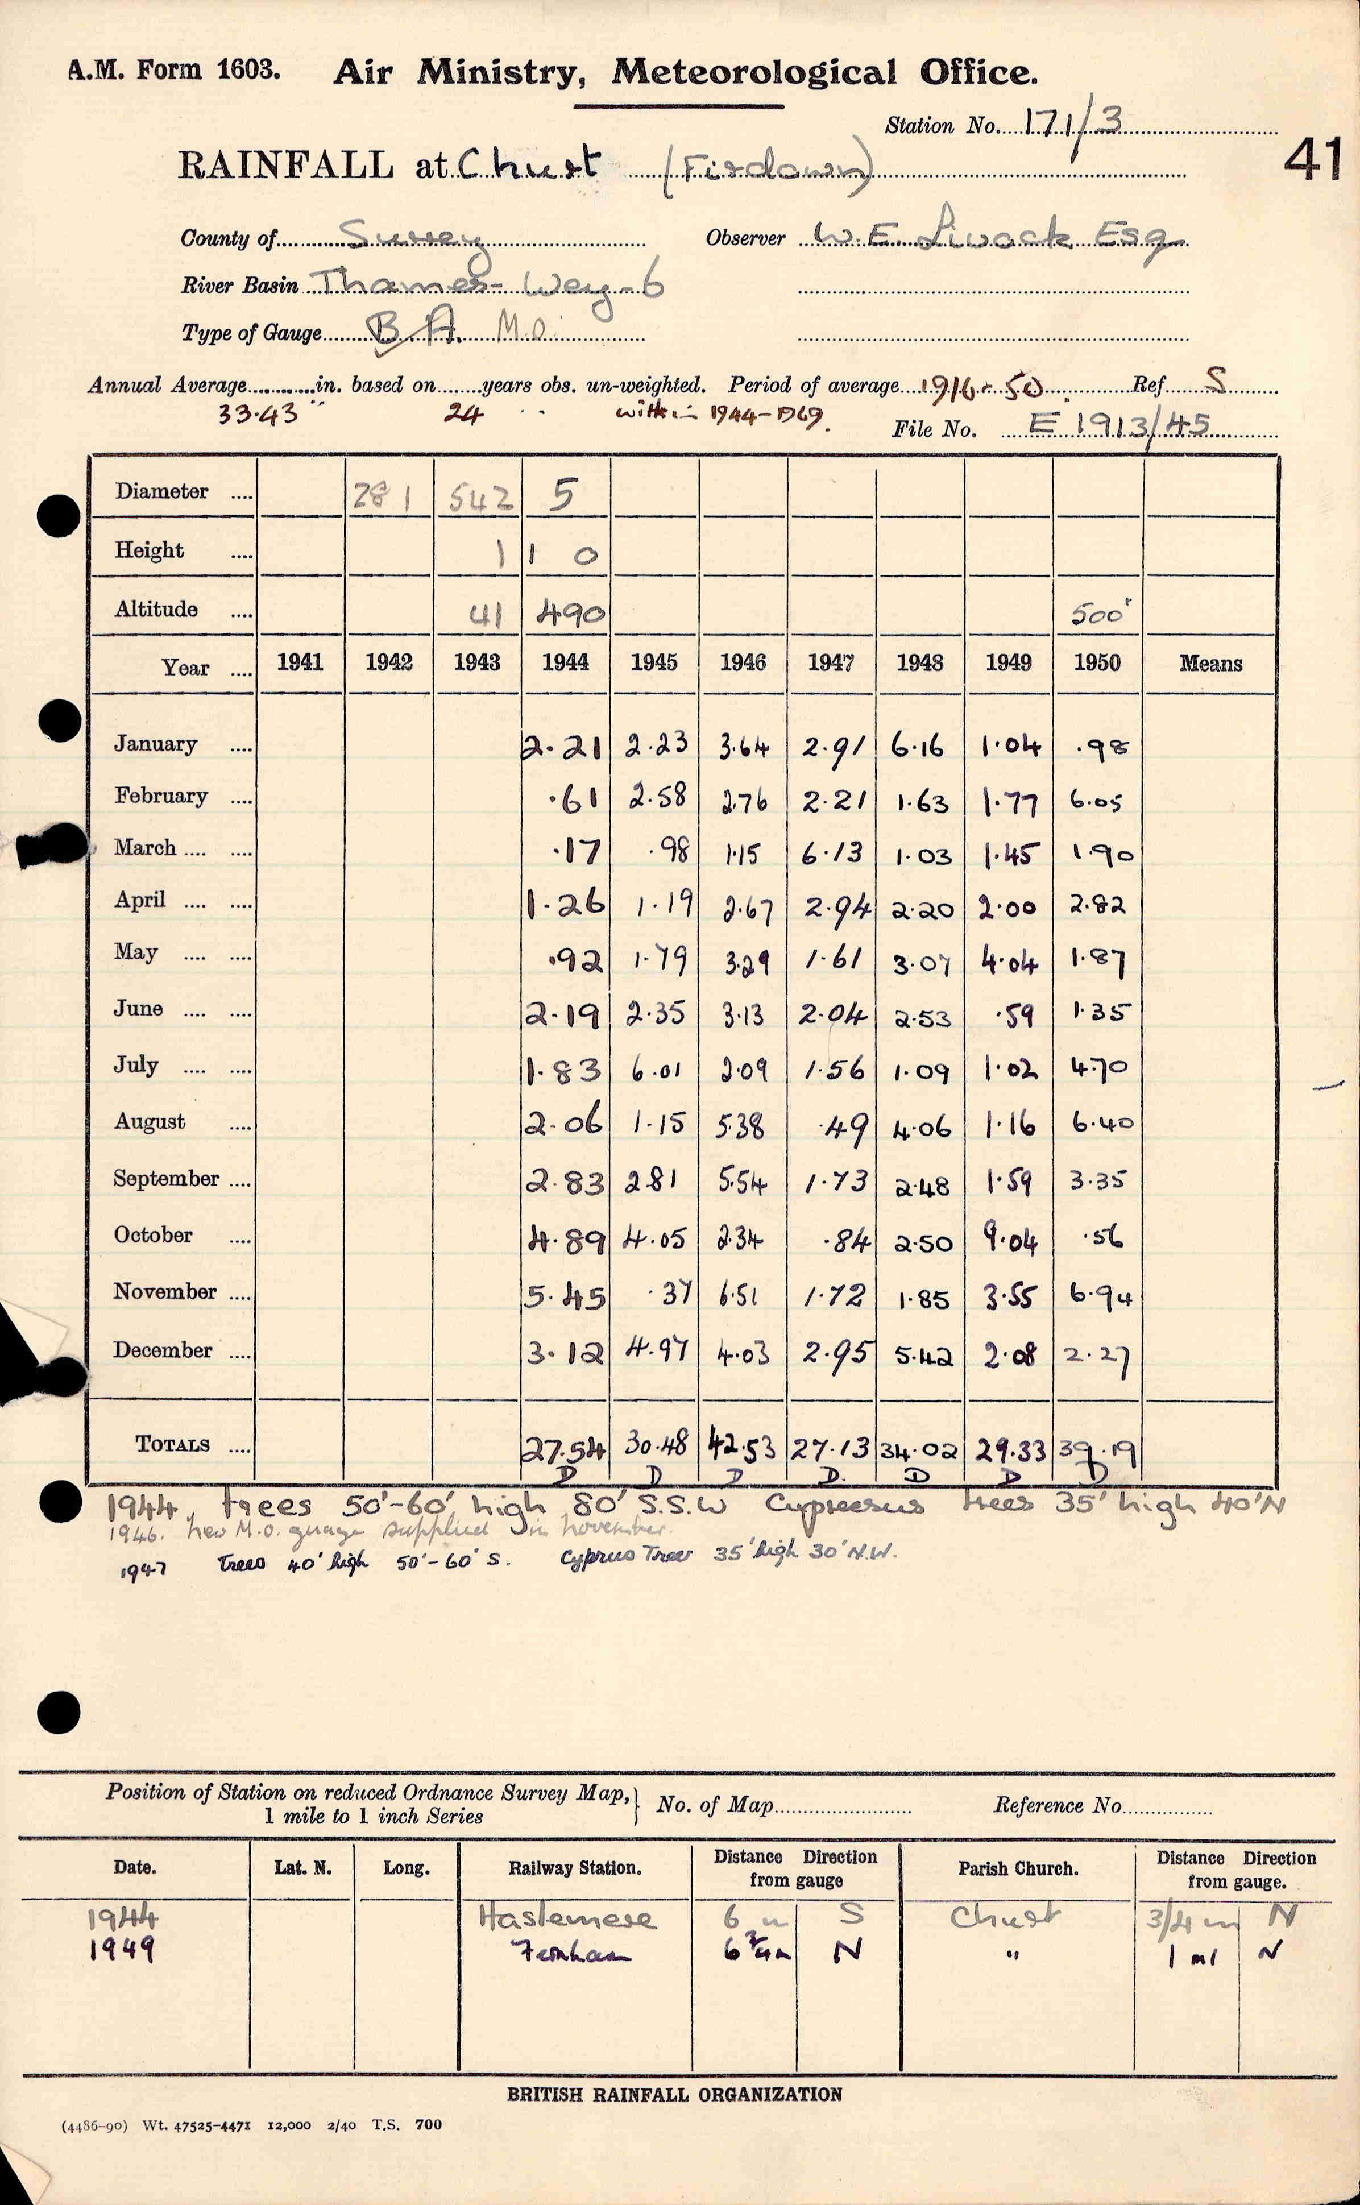 A.M. Form 1603. Air Ministry, Meteorological Office.
Station No. 171/3
41
RAINFALL at Churt (Firdown)
County of Surrey Observer W.E. Livock Esq
River Basin Thames - Wey - 6
Type of Gauge B A. M.O.
Annual Average in. based on years obs. un-weighted. Period of average 1916 - 50. Ref S
33.43" 24 " " within 1944-1969.
File No. E 1913/45
Diameter .... 281 542 5
Height .... 1 1 0
Altitude .... 41 490 500'
Year .... 1941 1942 1943 1944 1945 1946 1947 1948 1949 1950 Means
January .... 2.21 2.23 3.64 2.91 6.16 1.04 .98
February .... .61 2.58 2.76 2.21 1.63 1.77 6.05
March .... .... .17 .98 1.15 6.13 1.03 1.45 1.90
April .... .... 1.26 1.19 2.67 2.94 2.20 2.00 2.82
May .... .... .92 1.79 3.29 1.61 3.07 4.04 1.87
June .... .... 2.19 2.35 3.13 2.04 2.53 .59 1.35
July .... .... 1.83 6.01 2.09 1.56 1.09 1.02 4.70
August .... 2.06 1.15 5.38 .49 4.06 1.16 6.40
September .... 2.83 2.81 5.54 1.73 2.48 1.59 3.35
October .... 4.89 4.05 2.34 .84 2.50 9.04 .56
November .... 5.45 .37 6.51 1.72 1.85 3.55 6.94
December .... 3.12 4.97 4.03 2.95 5.42 2.08 2.27
TOTALS .... 27.54 30.48 42.53 27.13 34.02 29.33 39.19
D D D D. D D D
1944. trees 50'-60' high 80' S.S.W Cypressus trees 35' high 40'N
1946. New M.O. guage supplied in november.
1947 Trees 40' high 50'-60' S. Cyprus Trees 35' high 30' N.W.
Position of Station on reduced Ordnance Survey Map, 1 mile to 1 inch Series } No. of Map Reference No.
Date. Lat. N. Long. Railway Station. Distance Direction from gauge Parish Church. Distance Direction from gauge.
1944 Haslemere 6 m S Churt 3/4 m N
1949 6 3/4 m N " 1 ml N
BRITISH RAINFALL ORGANIZATION
(4486-90) Wt. 47525-4471 12,000 2/40 T.S. 700